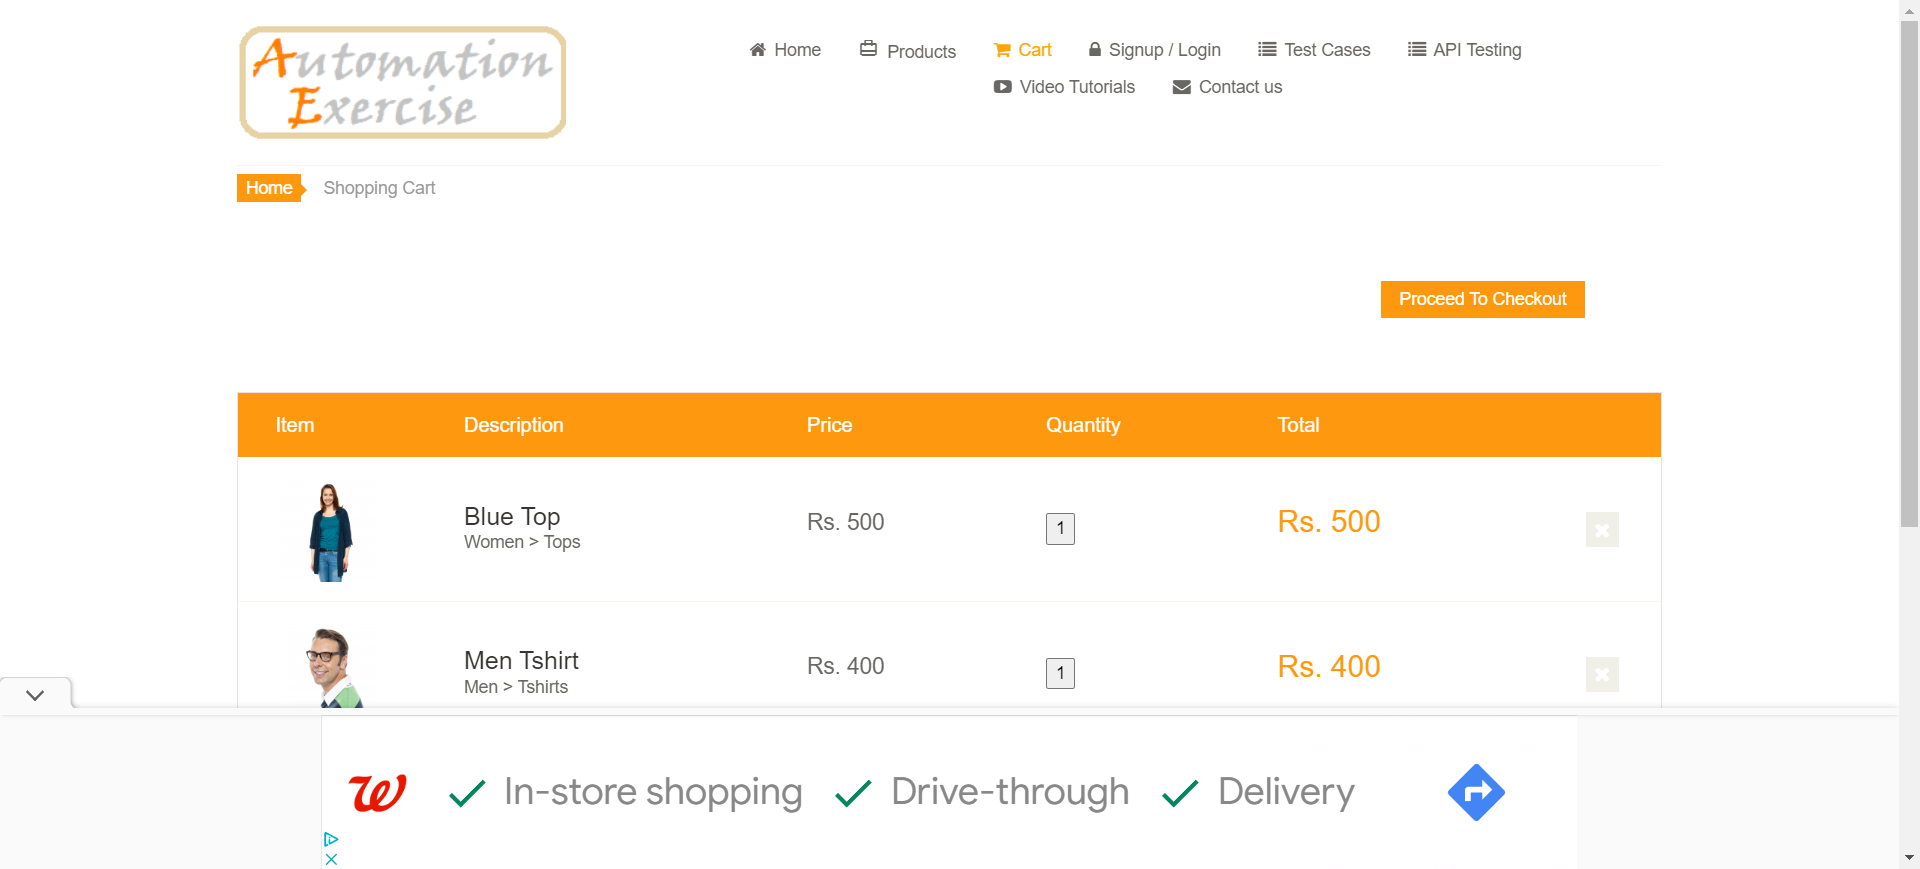 Automation
Exercise
Home
Products
Cart
Signup / Login
Test Cases
API Testing
Video Tutorials
Contact us
Home
Shopping Cart
Proceed To Checkout
Item Description Price Quantity Total
Blue Top
Women > Tops
Rs. 500
1
Rs. 500
Men Tshirt
Men > Tshirts
Rs. 400
1
Rs. 400
In-store shopping
Drive-through
Delivery